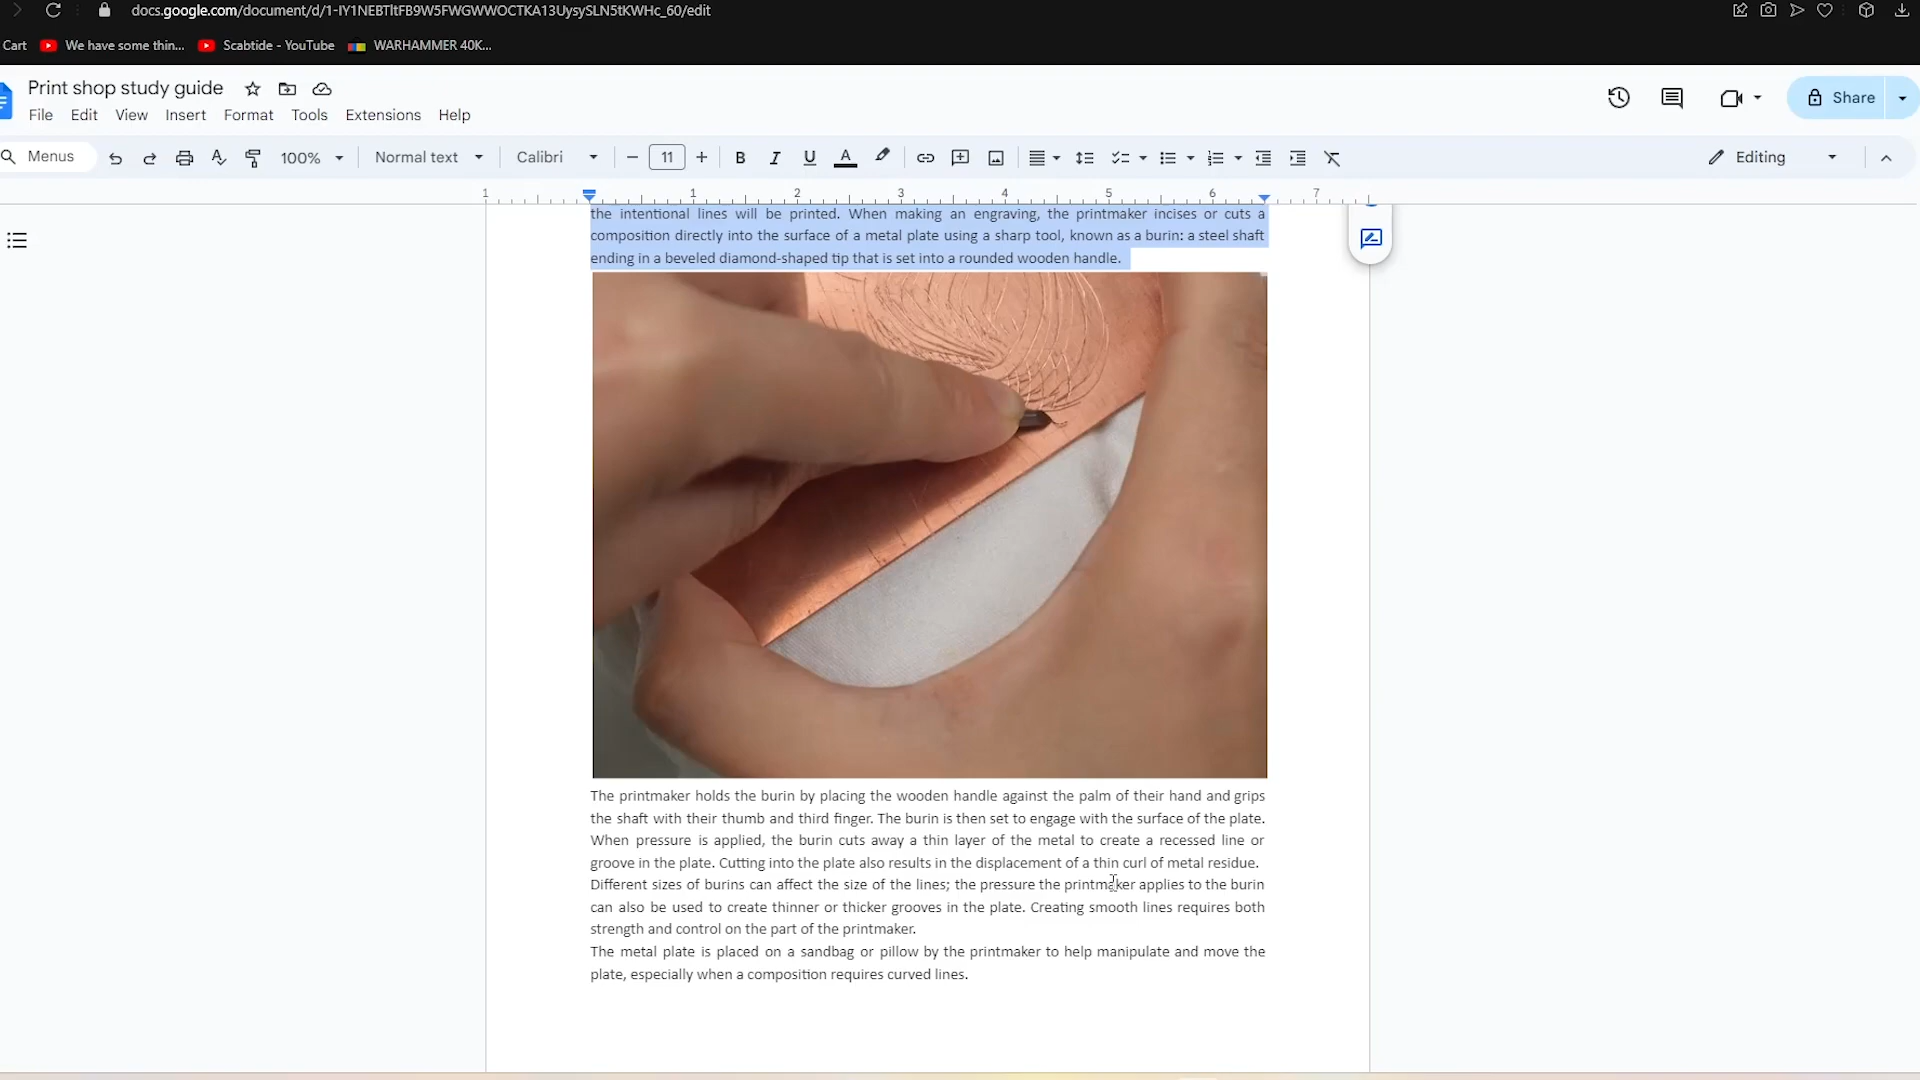 docs.google.com/document/d/1-IY1NEBTltFB9W5FWGWWOCTKA13UysySLN5tKWHc_60/edit
Cart We have some thin... Scabtide - YouTube WARHAMMER 40K...
Print shop study guide
Share
File Edit View Insert Format Tools Extensions Help
Menus 100% Normal text Calibri 11 B I U A Editing
1 1 2 3 4 5 6 7
the intentional lines will be printed. When making an engraving, the printmaker incises or cuts a
composition directly into the surface of a metal plate using a sharp tool, known as a burin: a steel shaft
ending in a beveled diamond-shaped tip that is set into a rounded wooden handle.
The printmaker holds the burin by placing the wooden handle against the palm of their hand and grips
the shaft with their thumb and third finger. The burin is then set to engage with the surface of the plate.
When pressure is applied, the burin cuts away a thin layer of the metal to create a recessed line or
groove in the plate. Cutting into the plate also results in the displacement of a thin curl of metal residue.
Different sizes of burins can affect the size of the lines; the pressure the printmaker applies to the burin
can also be used to create thinner or thicker grooves in the plate. Creating smooth lines requires both
strength and control on the part of the printmaker.
The metal plate is placed on a sandbag or pillow by the printmaker to help manipulate and move the
plate, especially when a composition requires curved lines.